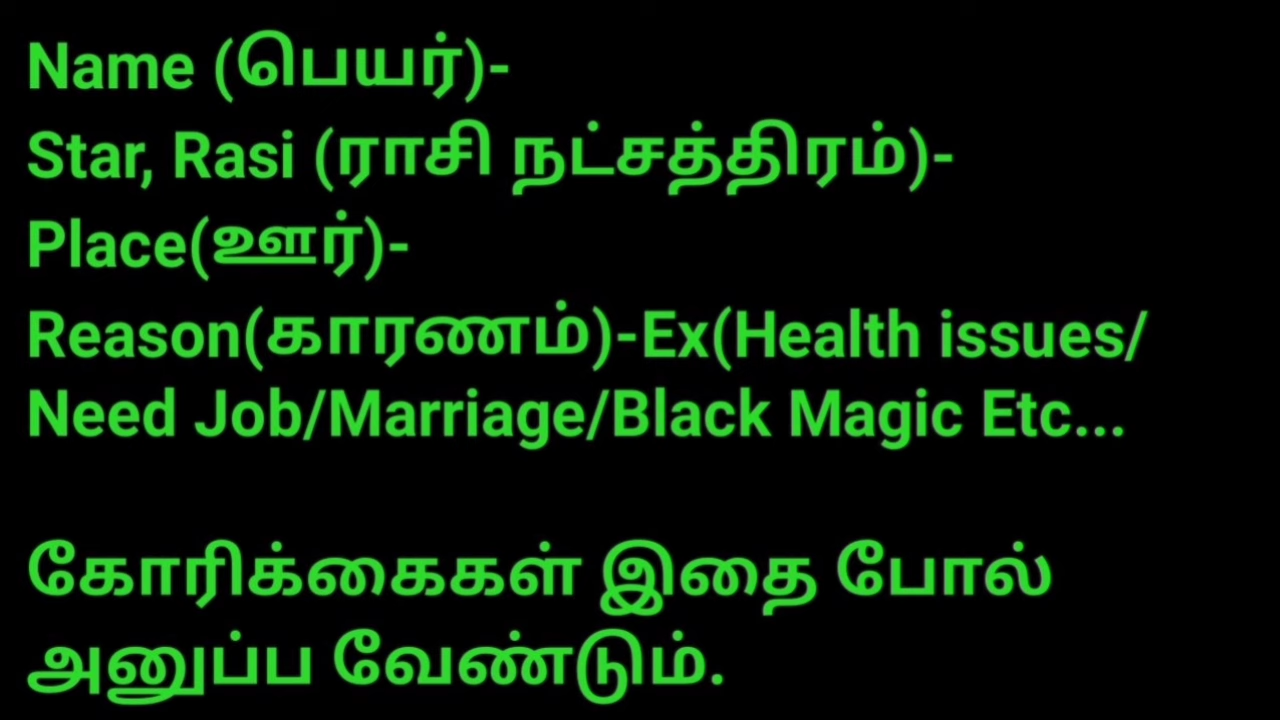 Name (பெயர்)-
Star, Rasi (ராசி நட்சத்திரம்)-
Place(ஊர்)-
Reason(காரணம்)-Ex(Health issues/
Need Job/Marriage/Black Magic Etc...
கோரிக்கைகள் இதை போல்
அனுப்ப வேண்டும்.